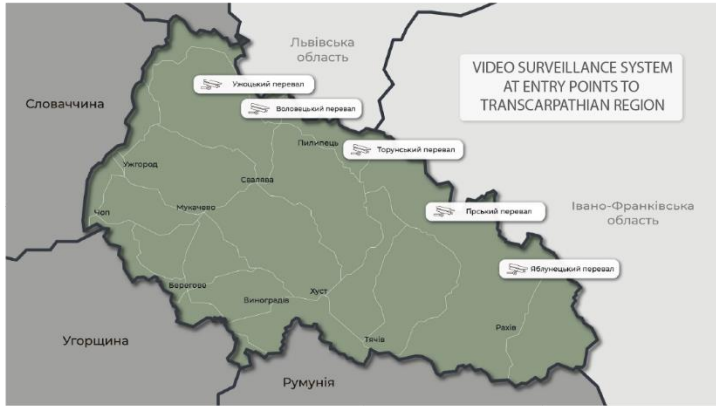 VIDEO SURVEILLANCE SYSTEM
AT ENTRY POINTS TO
TRANSCARPATHIAN REGION
Львівська
область
Словаччина
Ужоцький перевал
Воловецький перевал
Пилипець
Торунський перевал
Ужгород
Свалява
Чоп
Мукачево
Гірський перевал
Івано-Франківська
область
Яблунецький перевал
Берегово
Виноградів
Хуст
Тячів
Рахів
Угорщина
Румунія